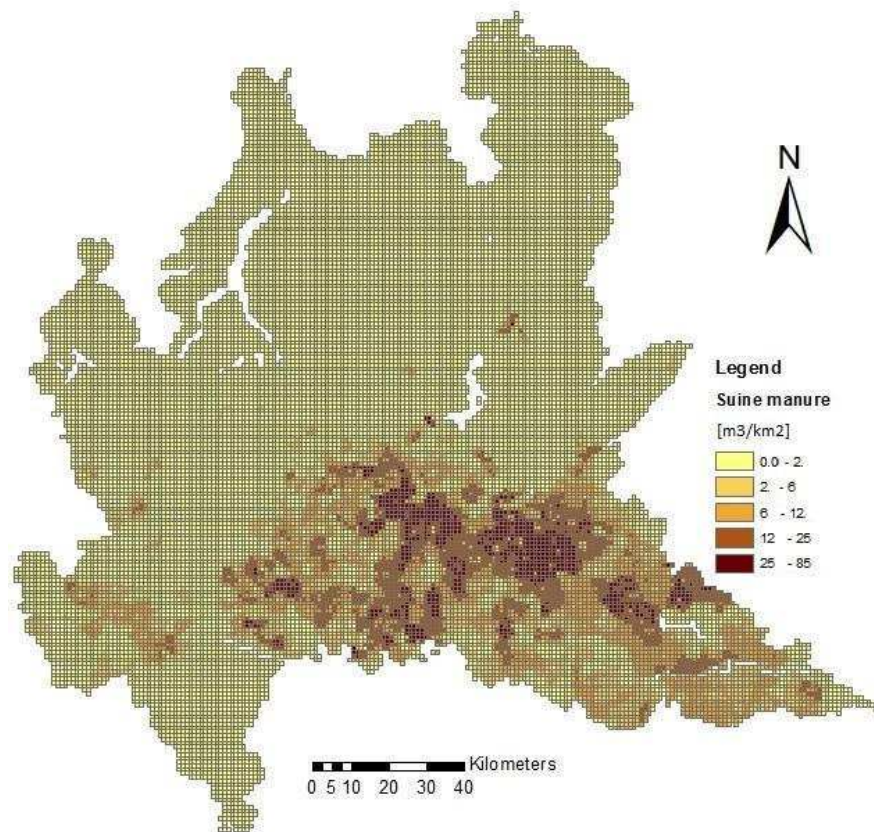 N
Legend
Suine manure
[m3/km2]
0.0 - 2.
2. - 6
6 - 12.
12 - 25
25 - 85
Kilometers
0 5 10 20 30 40